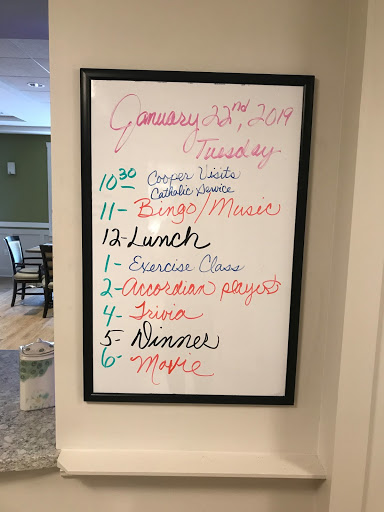 January 22nd, 2019
Tuesday
10 30 Cooper Visits
Catholic Service
11- Bingo/Music
12-Lunch
1- Exercise Class
2-Accordian players
4- Trivia
5- Dinner
6- Movie